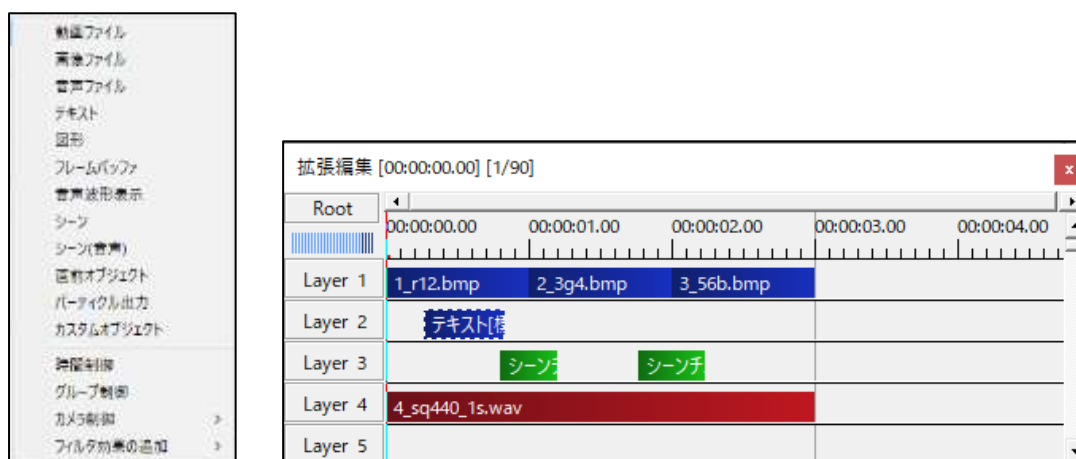 動画ファイル
画像ファイル
音声ファイル
テキスト
図形
フレームバッファ
音声波形表示
シーン
シーン(音声)
直前オブジェクト
パーティクル出力
カスタムオブジェクト
時間制御
グループ制御
カメラ制御
フィルタ効果の追加
拡張編集 [00:00:00.00] [1/90]
x
Root
00:00:00.00 00:00:01.00 00:00:02.00 00:00:03.00 00:00:04.00
Layer 1 1_r12.bmp 2_3g4.bmp 3_56b.bmp
Layer 2 テキスト[標
Layer 3 シーンチ シーンチ
Layer 4 4_sq440_1s.wav
Layer 5